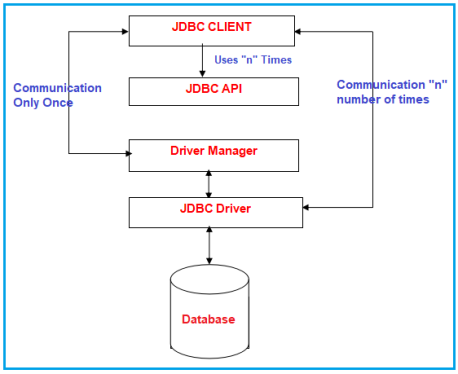 JDBC CLIENT
Uses "n" Times
Communication
Only Once
JDBC API
Communication "n"
number of times
Driver Manager
JDBC Driver
Database